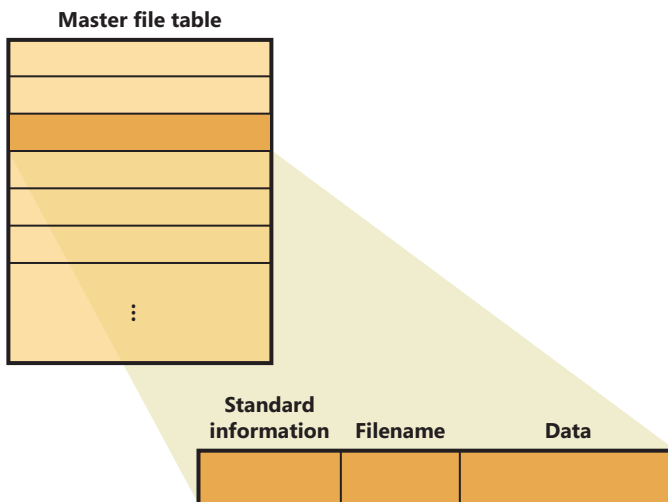 Master file table
⋮
Standard
information
Filename
Data